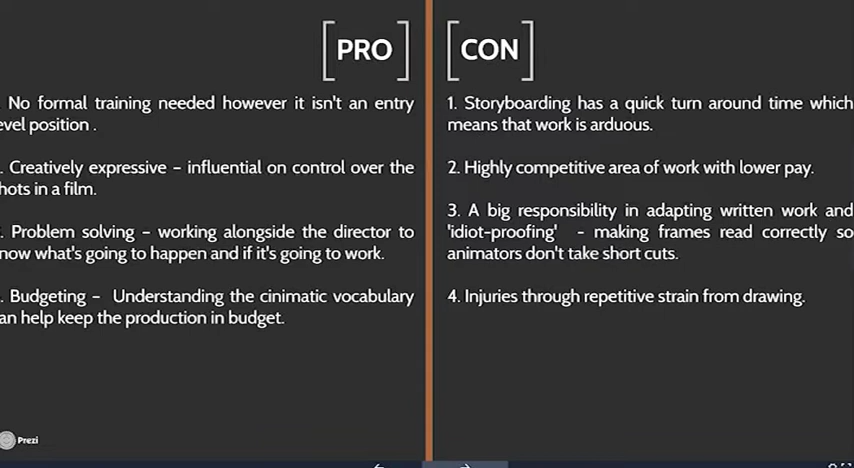 [PRO]
. No formal training needed however it isn't an entry
evel position .
. Creatively expressive – influential on control over the
hots in a film.
. Problem solving – working alongside the director to
now what's going to happen and if it's going to work.
. Budgeting – Understanding the cinimatic vocabulary
an help keep the production in budget.
[CON]
1. Storyboarding has a quick turn around time which
means that work is arduous.
2. Highly competitive area of work with lower pay.
3. A big responsibility in adapting written work and
'idiot-proofing' - making frames read correctly so
animators don't take short cuts.
4. Injuries through repetitive strain from drawing.
Prezi